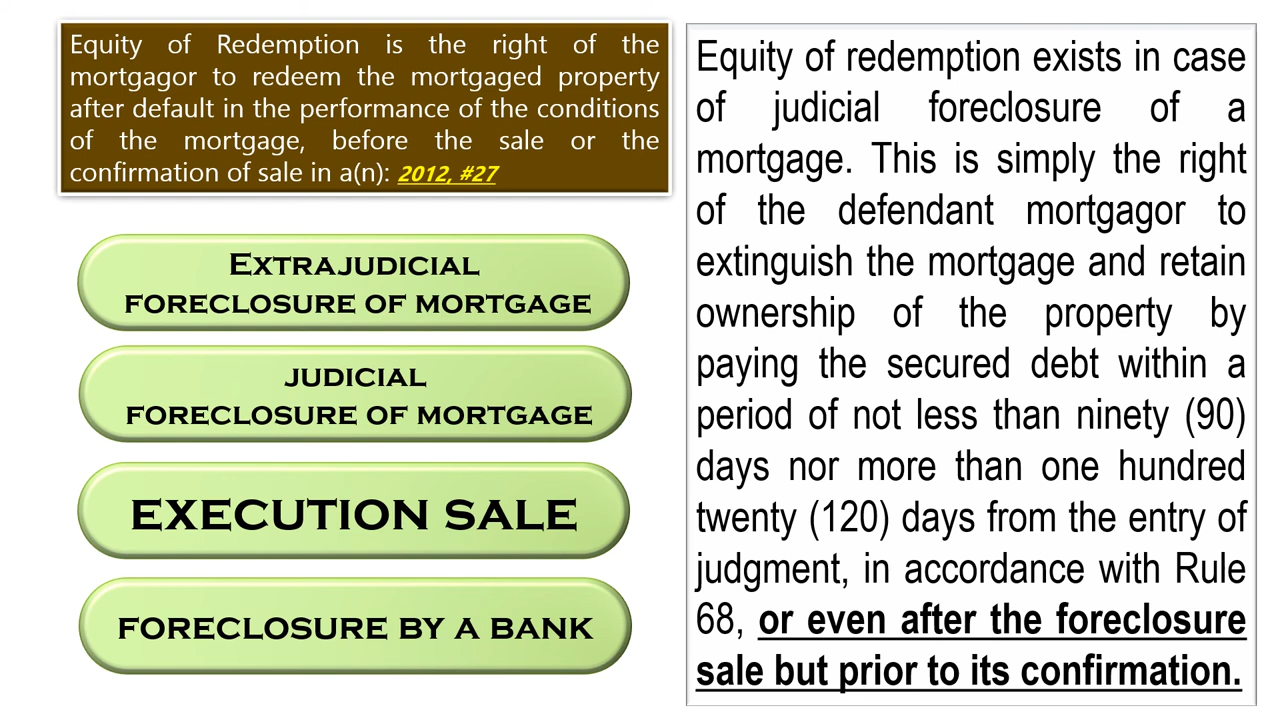 Equity of Redemption is the right of the
mortgagor to redeem the mortgaged property
after default in the performance of the conditions
of the mortgage, before the sale or the
confirmation of sale in a(n): 2012, #27
EXTRAJUDICIAL
FORECLOSURE OF MORTGAGE
JUDICIAL
FORECLOSURE OF MORTGAGE
EXECUTION SALE
FORECLOSURE BY A BANK
Equity of redemption exists in case
of judicial foreclosure of a
mortgage. This is simply the right
of the defendant mortgagor to
extinguish the mortgage and retain
ownership of the property by
paying the secured debt within a
period of not less than ninety (90)
days nor more than one hundred
twenty (120) days from the entry of
judgment, in accordance with Rule
68, or even after the foreclosure
sale but prior to its confirmation.